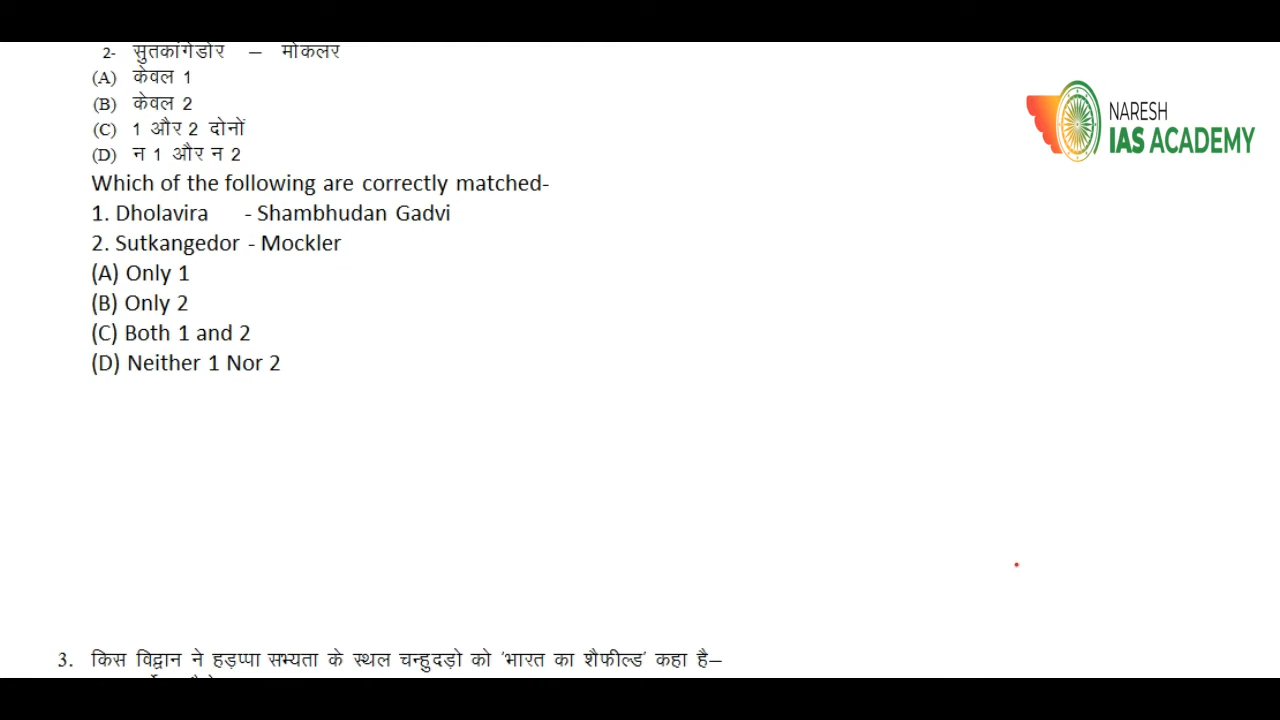 2- सुतकांगेडोर – मोकलर
(A) केवल 1
(B) केवल 2
(C) 1 और 2 दोनों
(D) न 1 और न 2
Which of the following are correctly matched-
1. Dholavira - Shambhudan Gadvi
2. Sutkangedor - Mockler
(A) Only 1
(B) Only 2
(C) Both 1 and 2
(D) Neither 1 Nor 2
NARESH
IAS ACADEMY
3. किस विद्वान ने हड़प्पा सभ्यता के स्थल चन्हुदड़ो को 'भारत का शैफील्ड' कहा है–